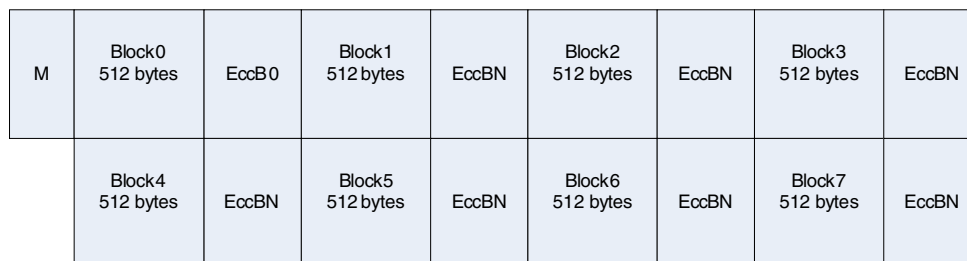 M
Block0
512 bytes
EccB0
Block1
512 bytes
EccBN
Block2
512 bytes
EccBN
Block3
512 bytes
EccBN
Block4
512 bytes
EccBN
Block5
512 bytes
EccBN
Block6
512 bytes
EccBN
Block7
512 bytes
EccBN